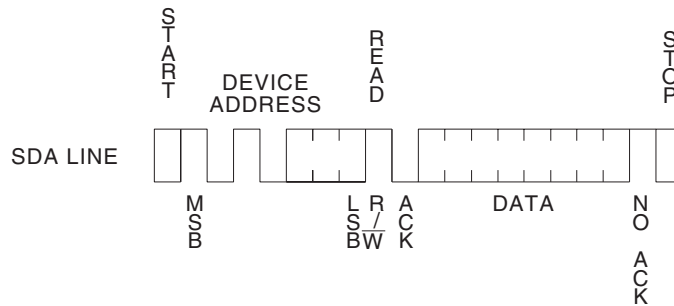 START
READ
STOP
DEVICE
ADDRESS
SDA LINE
MSB
LSB
R/W
ACK
DATA
NO ACK